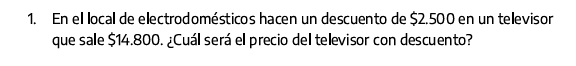 1. En el local de electrodomésticos hacen un descuento de $2.500 en un televisor
que sale $14.800. ¿Cuál será el precio del televisor con descuento?